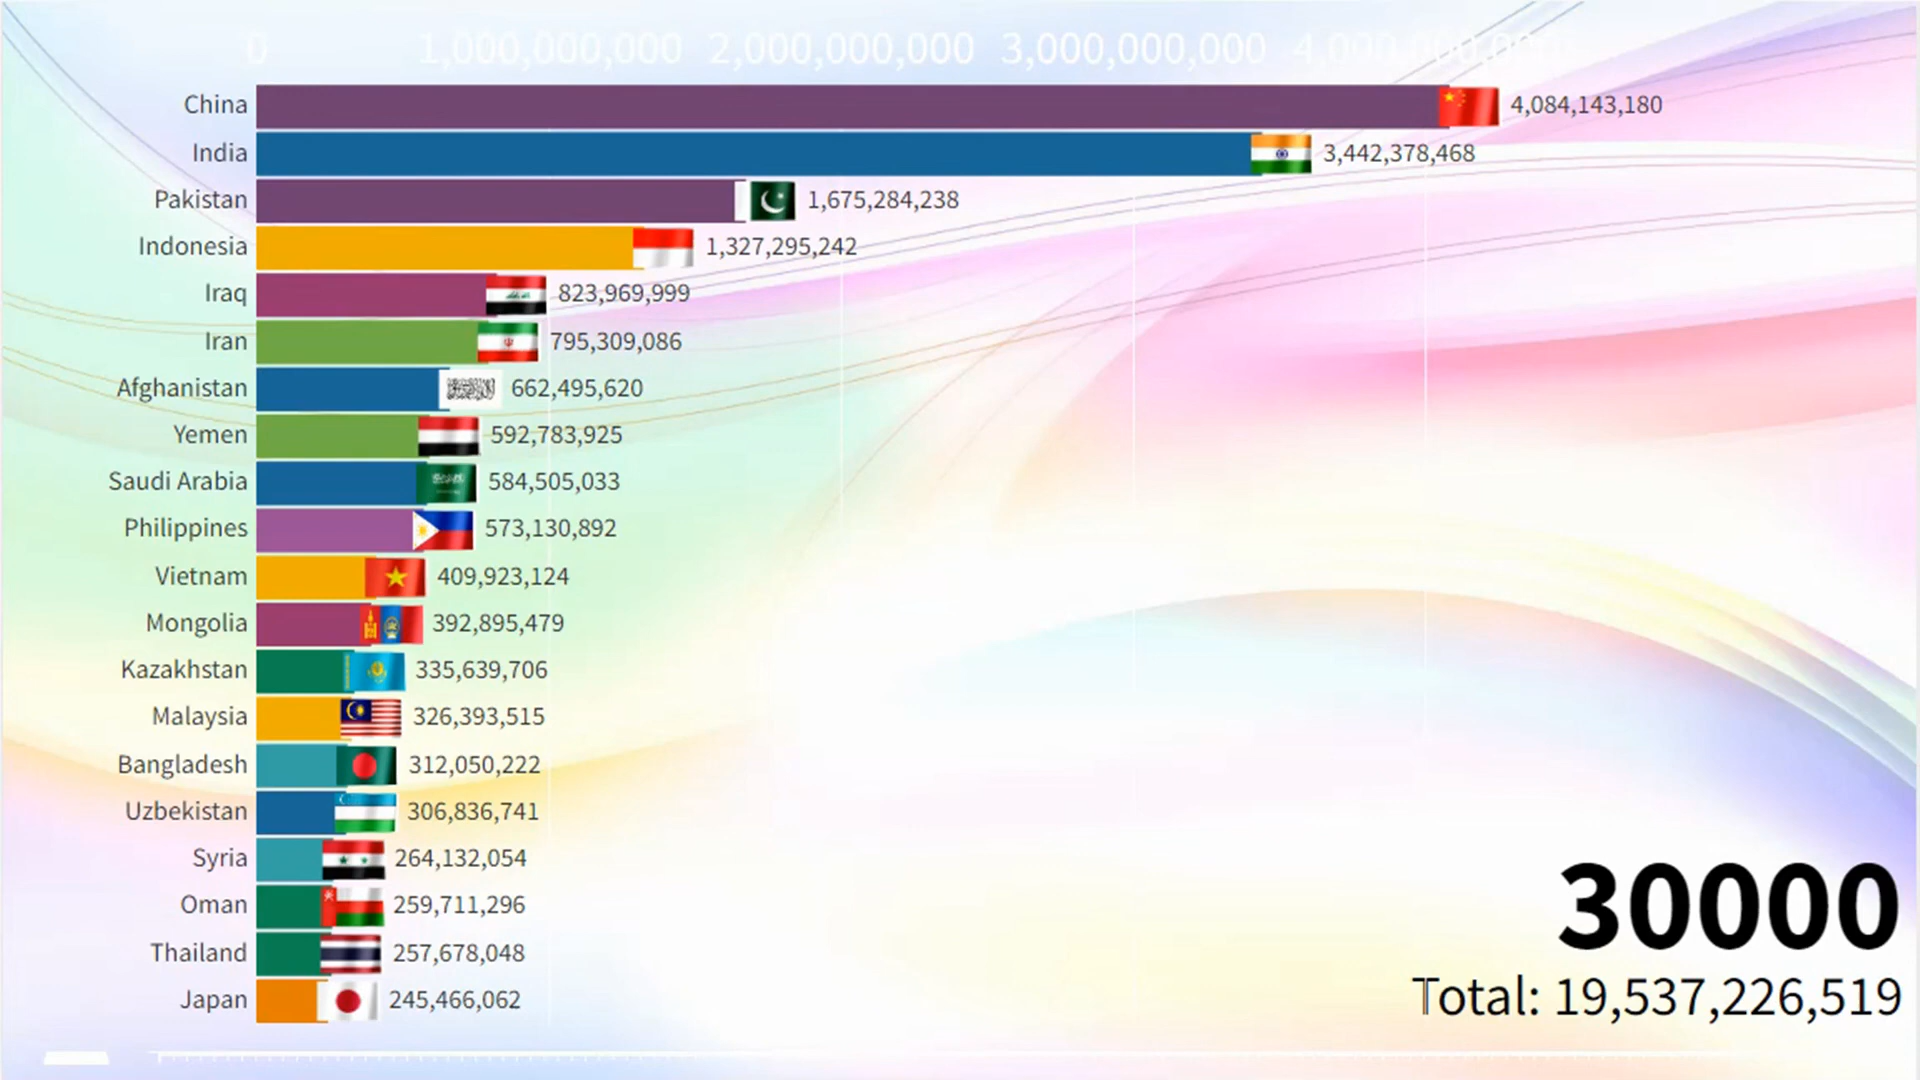 0 1,000,000,000 2,000,000,000 3,000,000,000 4,000,000,000
China 4,084,143,180
India 3,442,378,468
Pakistan 1,675,284,238
Indonesia 1,327,295,242
Iraq 823,969,999
Iran 795,309,086
Afghanistan 662,495,620
Yemen 592,783,925
Saudi Arabia 584,505,033
Philippines 573,130,892
Vietnam 409,923,124
Mongolia 392,895,479
Kazakhstan 335,639,706
Malaysia 326,393,515
Bangladesh 312,050,222
Uzbekistan 306,836,741
Syria 264,132,054
Oman 259,711,296
Thailand 257,678,048
Japan 245,466,062
30000
Total: 19,537,226,519